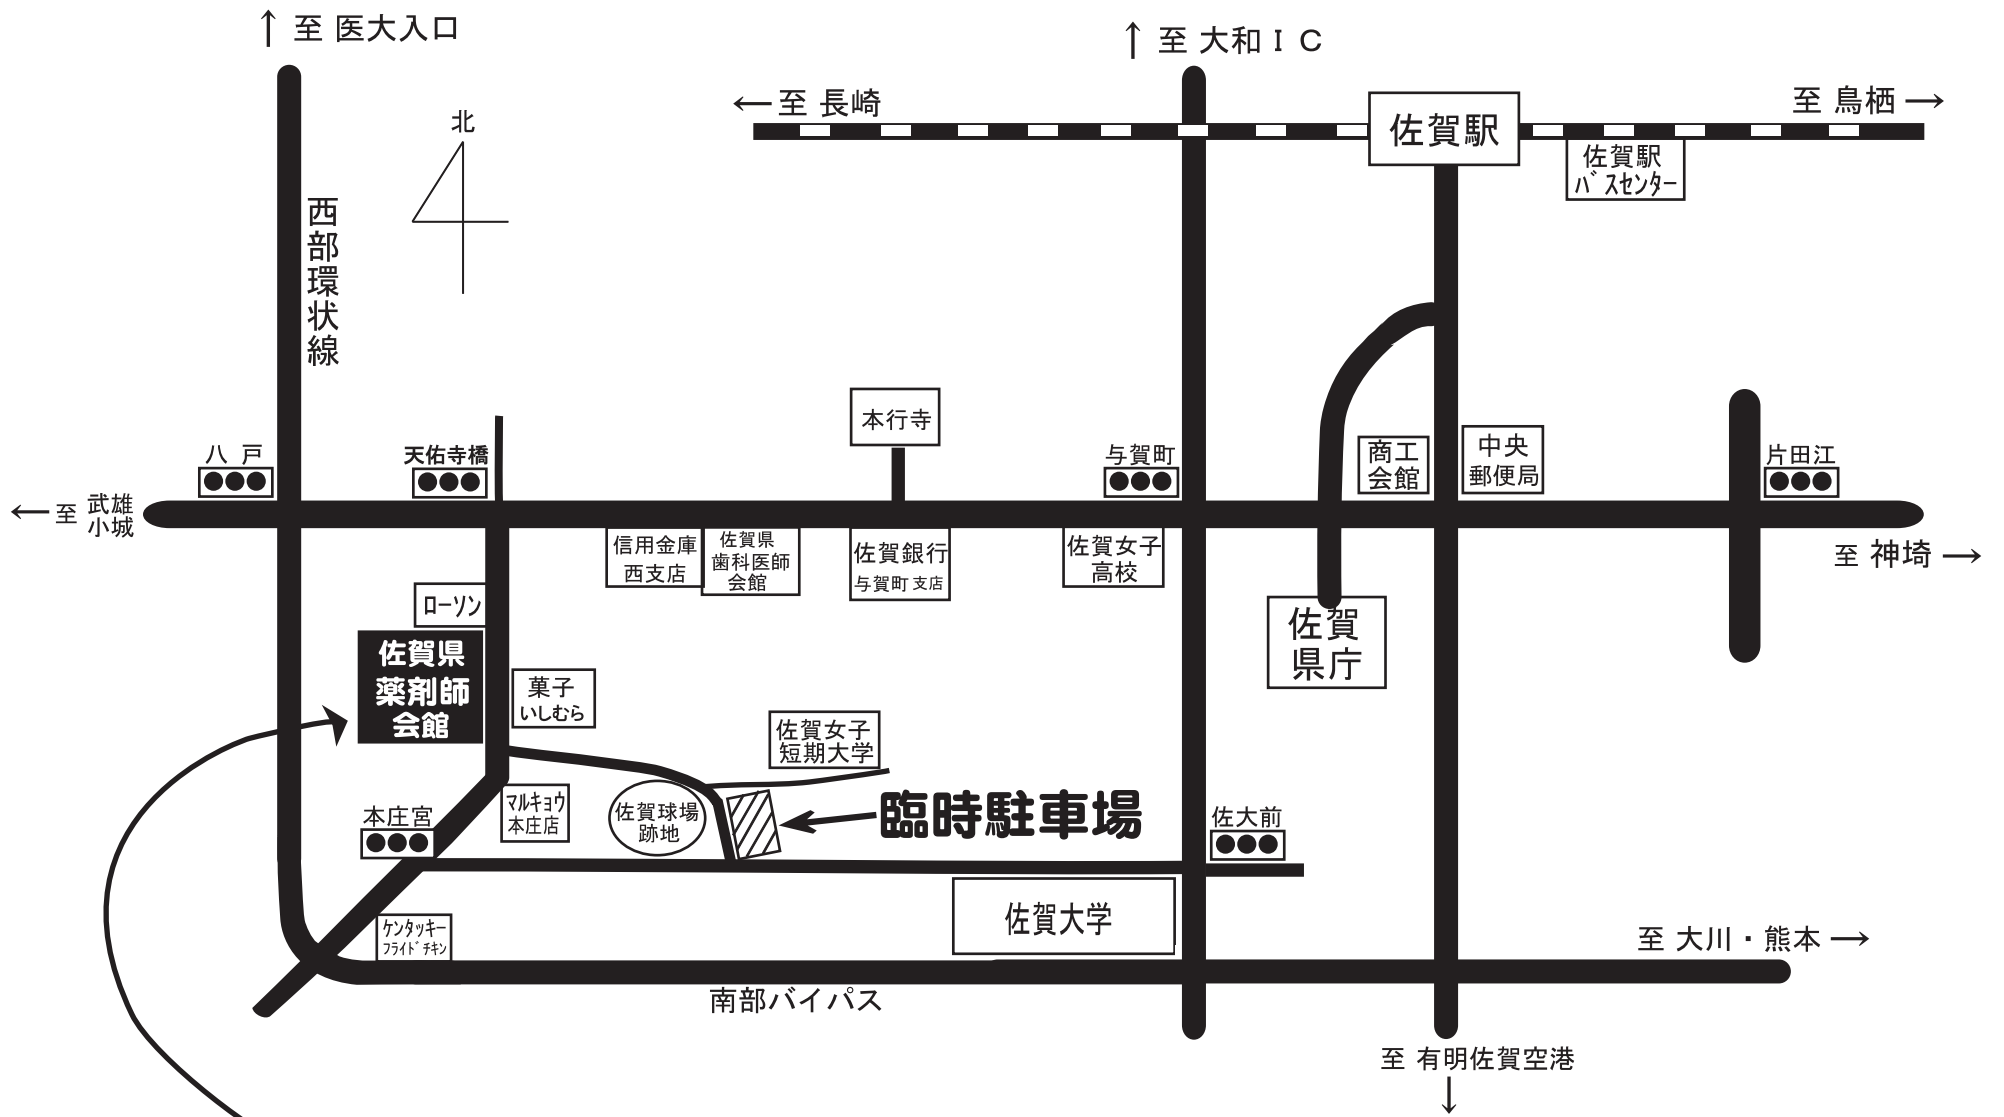 ↑ 至 医大入口
↑ 至 大和ＩＣ
←至 長崎
至 鳥栖→
北
佐賀駅
佐賀駅
バスセンター
西部環状線
本行寺
八戸
天佑寺橋
与賀町
商工
会館
中央
郵便局
片田江
←至 武雄
小城
信用金庫
西支店
佐賀県
歯科医師
会館
佐賀銀行
与賀町支店
佐賀女子
高校
至 神埼→
ローソン
佐賀
県庁
佐賀県
薬剤師
会館
菓子
いしむら
佐賀女子
短期大学
マルキョウ
本庄店
佐賀球場
跡地
臨時駐車場
本庄宮
佐大前
ケンタッキー
フライドチキン
佐賀大学
至 大川・熊本→
南部バイパス
至 有明佐賀空港
↓